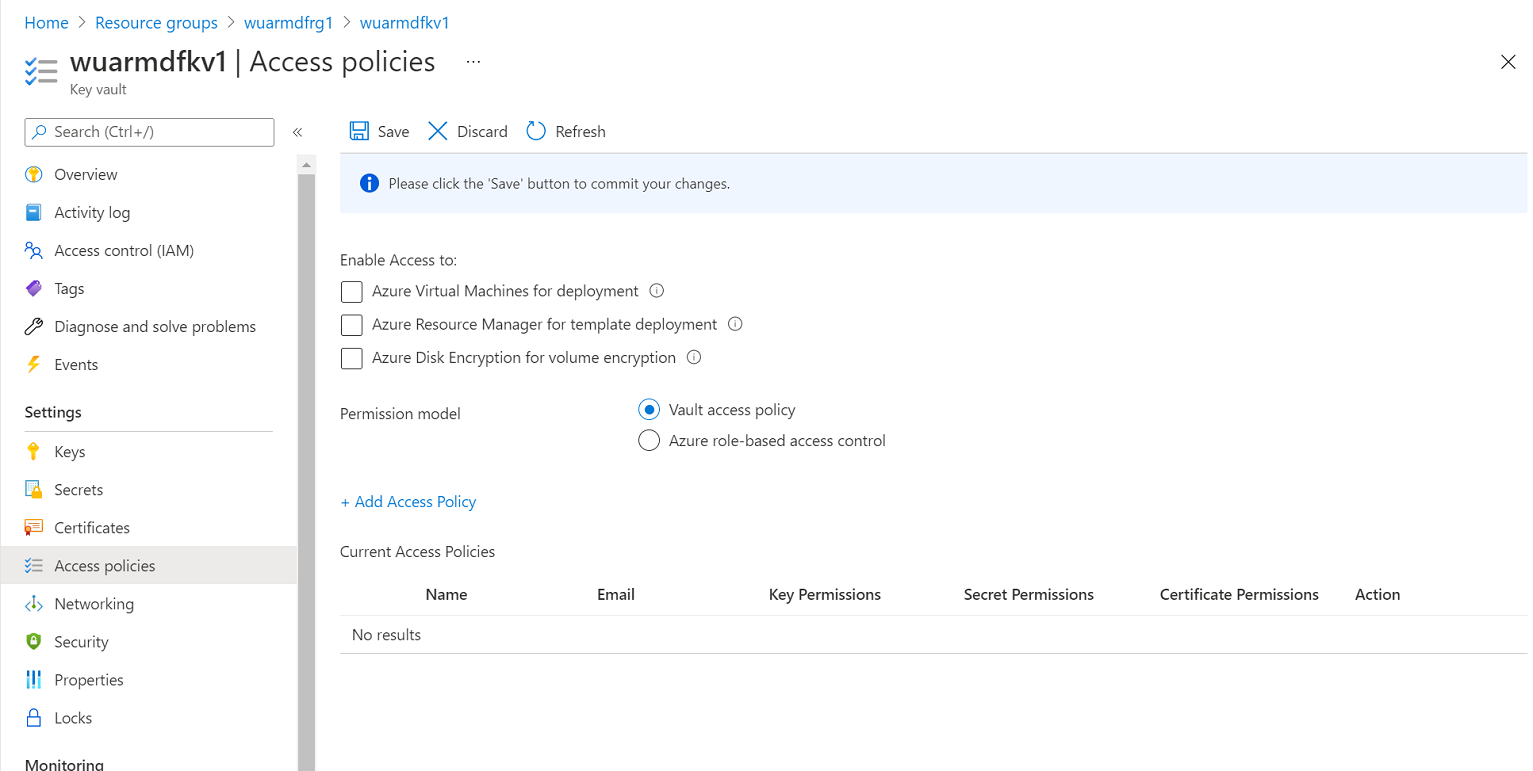 Home > Resource groups > wuarmdfrg1 > wuarmdfkv1
wuarmdfkv1 | Access policies ...
Key vault
Search (Ctrl+/) «
Overview
Activity log
Access control (IAM)
Tags
Diagnose and solve problems
Events
Settings
Keys
Secrets
Certificates
Access policies
Networking
Security
Properties
Locks
Monitoring
Save Discard Refresh
Please click the 'Save' button to commit your changes.
Enable Access to:
Azure Virtual Machines for deployment
Azure Resource Manager for template deployment
Azure Disk Encryption for volume encryption
Permission model
Vault access policy
Azure role-based access control
+ Add Access Policy
Current Access Policies
Name Email Key Permissions Secret Permissions Certificate Permissions Action
No results